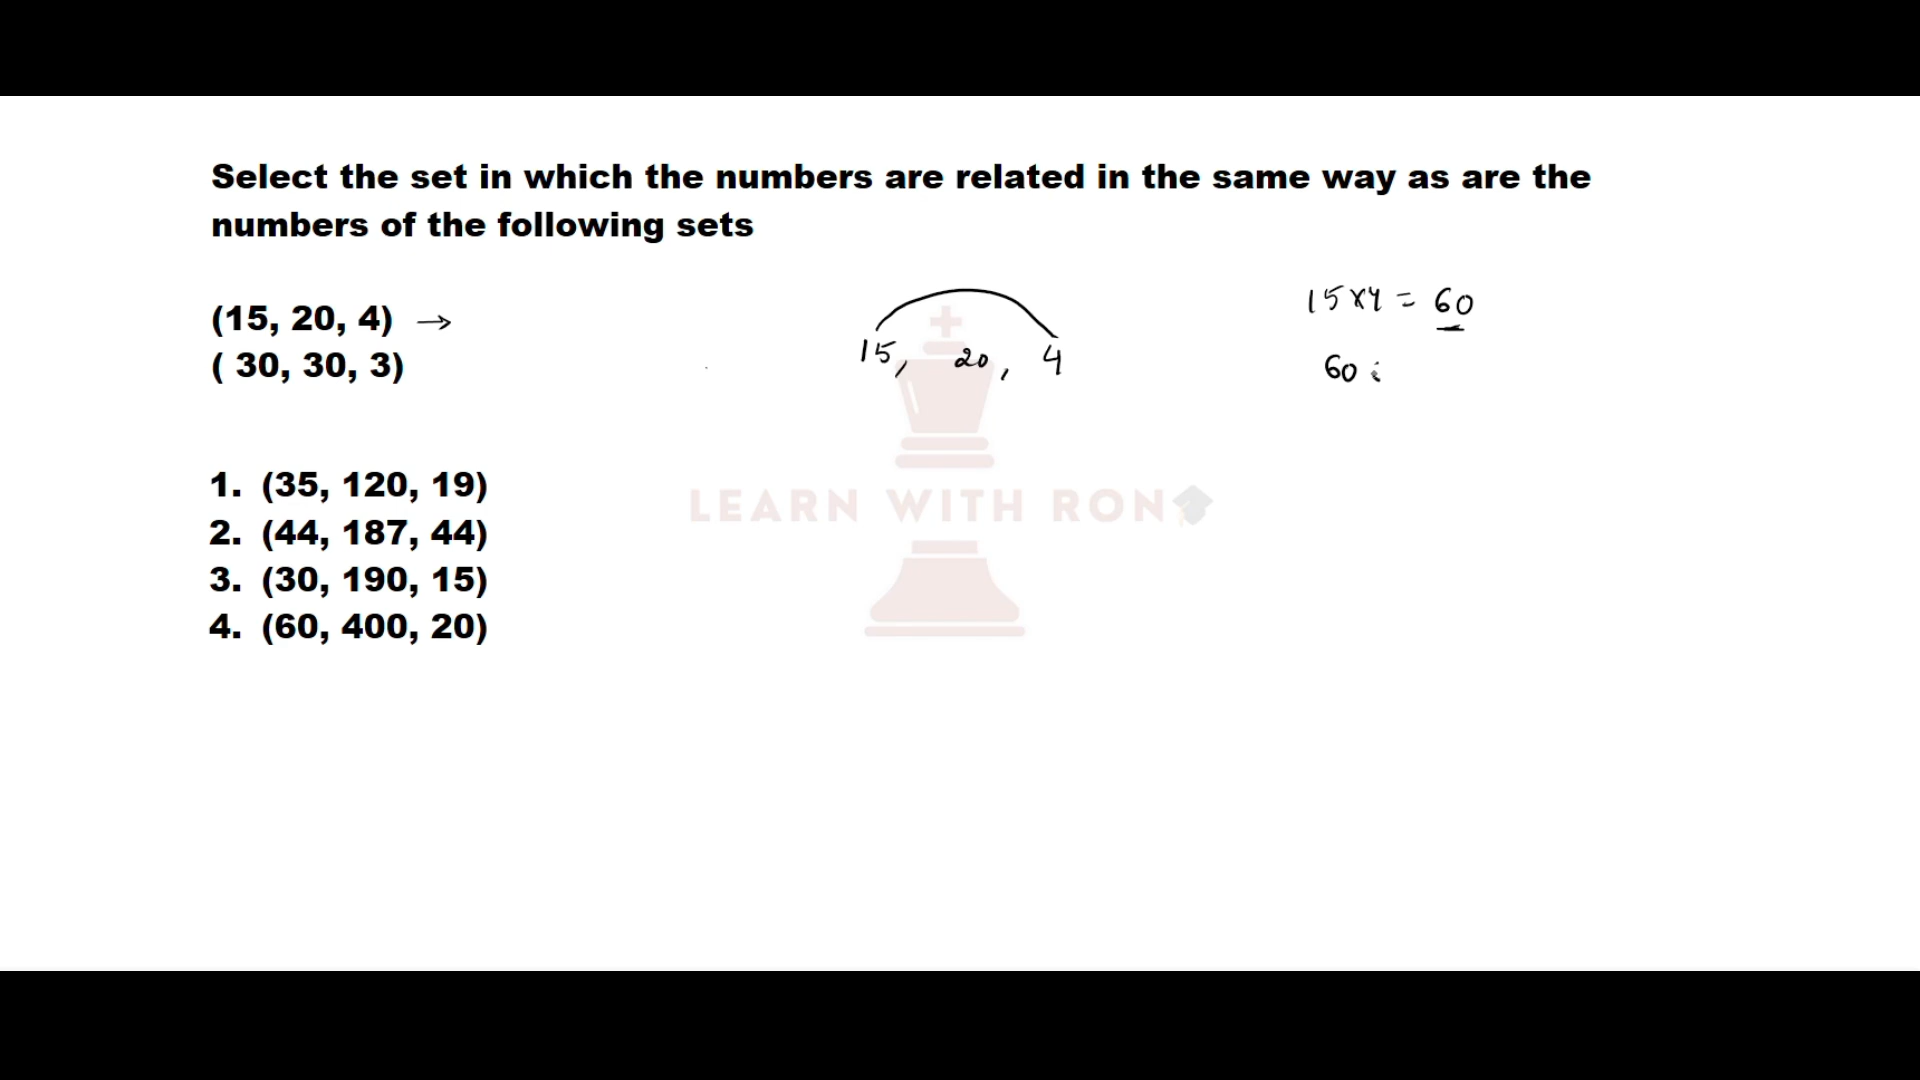 Select the set in which the numbers are related in the same way as are the
numbers of the following sets
(15, 20, 4) →
( 30, 30, 3)
15, 20, 4
15×4 = 60
60 :
1. (35, 120, 19)
2. (44, 187, 44)
3. (30, 190, 15)
4. (60, 400, 20)
LEARN WITH RON